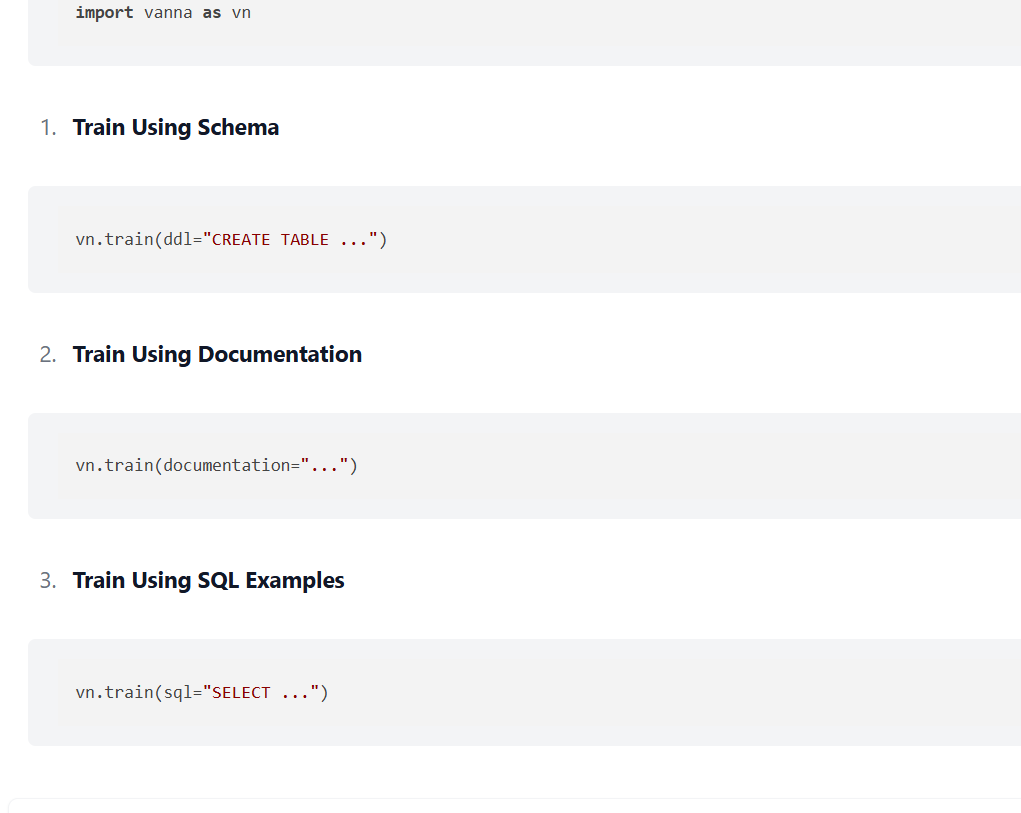 import vanna as vn
1. Train Using Schema
vn.train(ddl="CREATE TABLE ...")
2. Train Using Documentation
vn.train(documentation="...")
3. Train Using SQL Examples
vn.train(sql="SELECT ...")